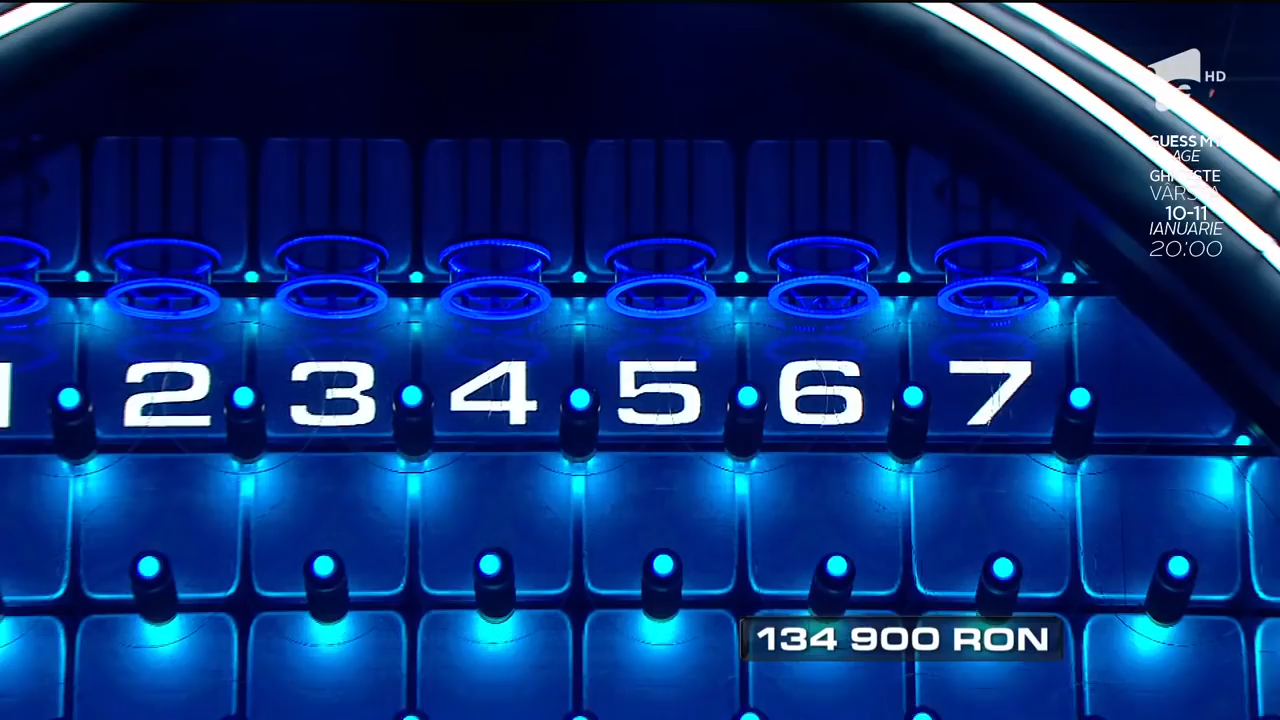 HD
GUESS MY
AGE
GHICEȘTE
VÂRSTA
10-11
IANUARIE
20:00
1 2 3 4 5 6 7
134 900 RON